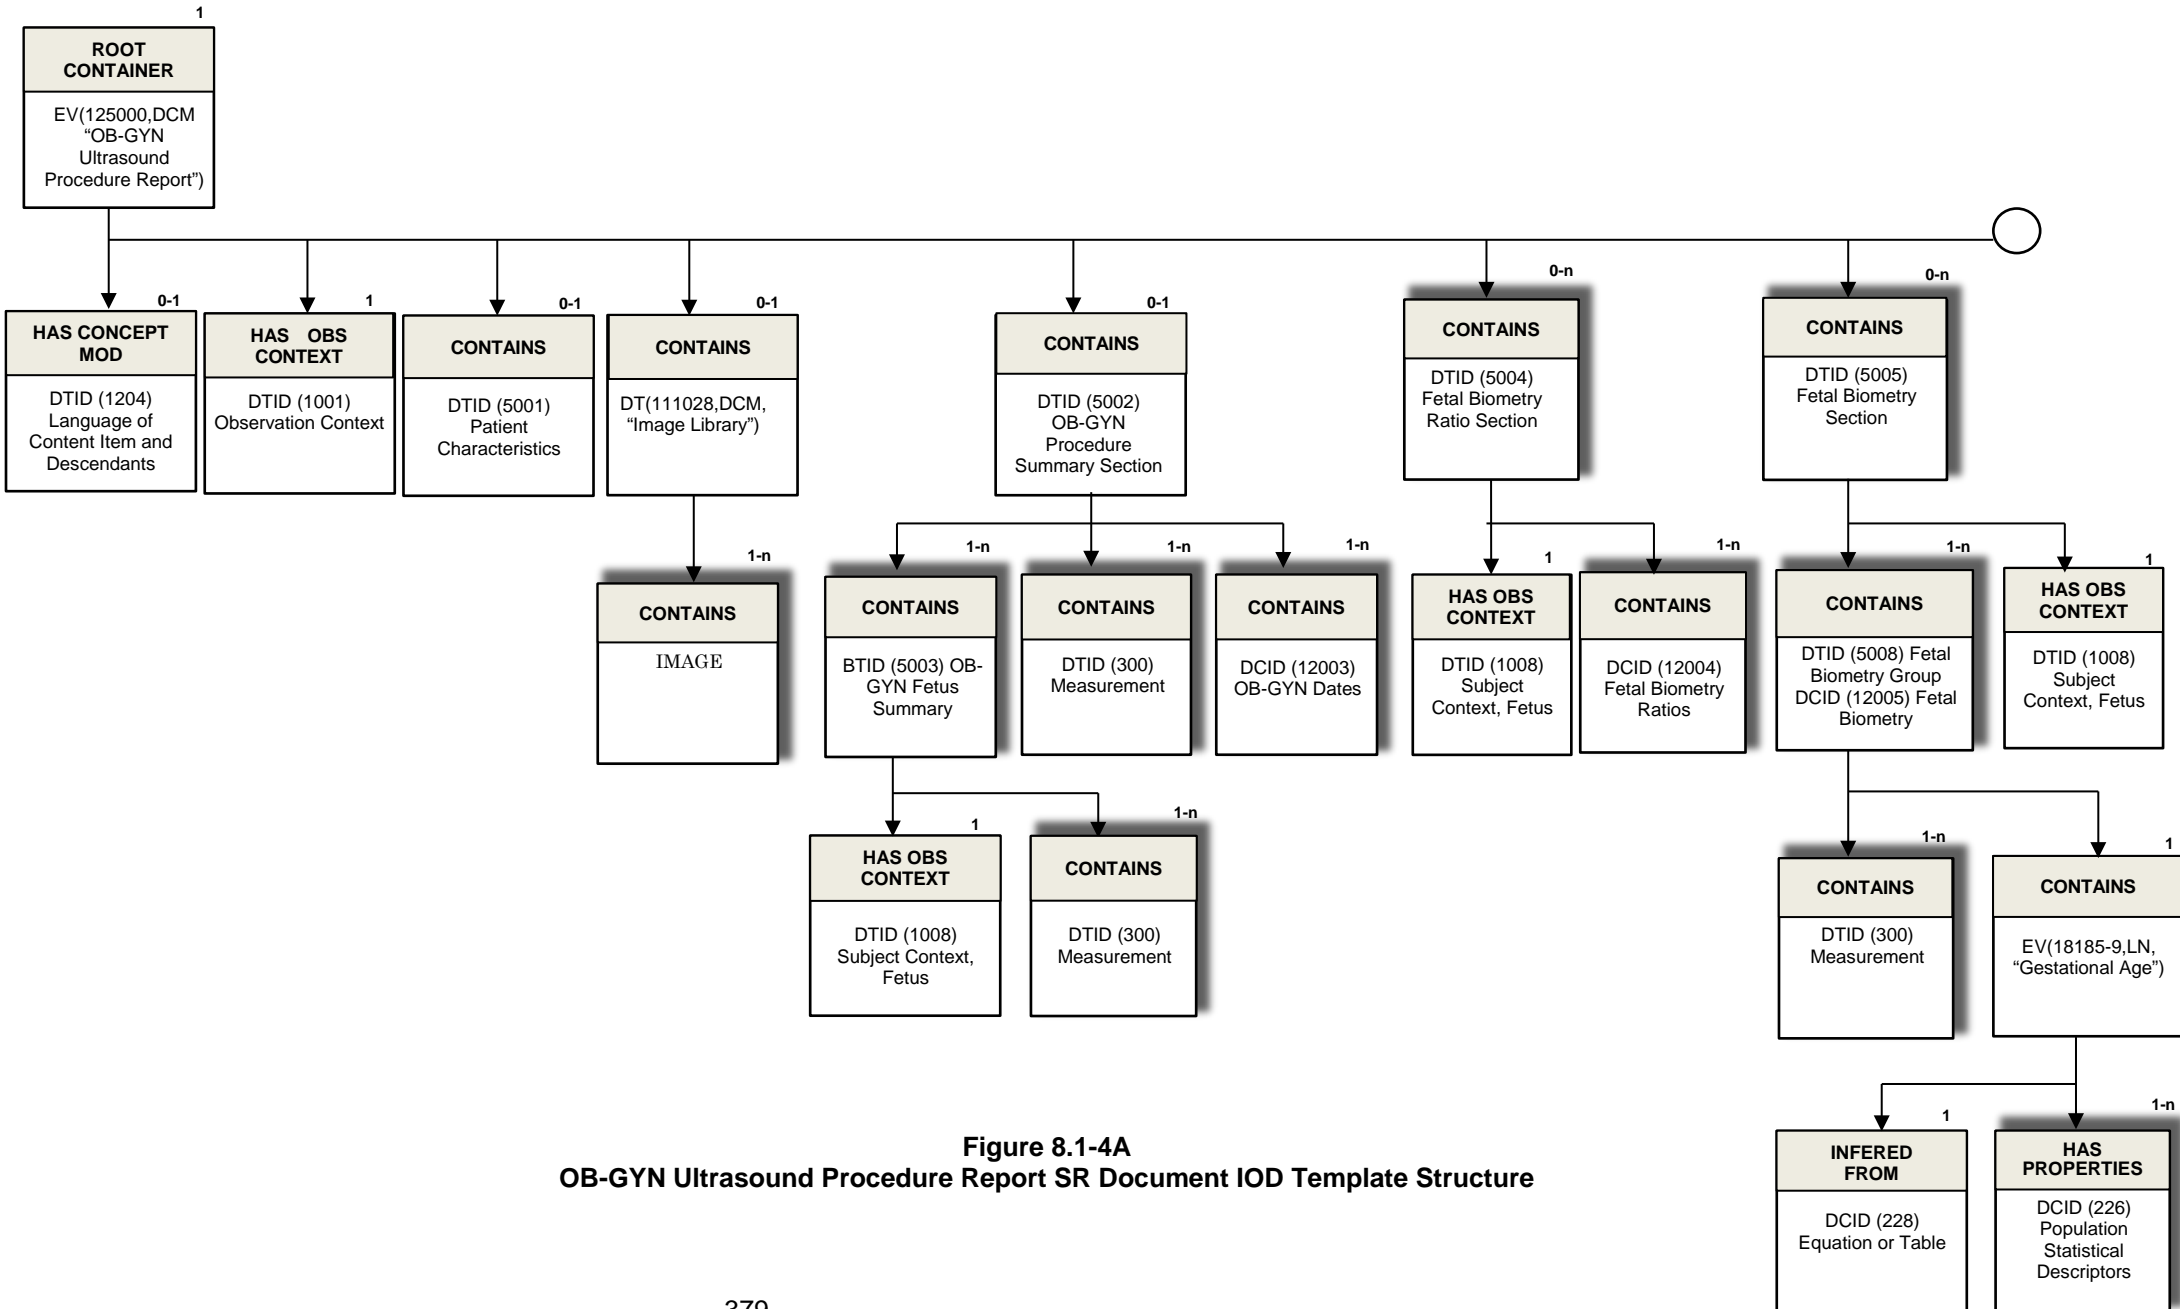 1
ROOT
CONTAINER
EV(125000,DCM
“OB-GYN
Ultrasound
Procedure Report”)
0-1
HAS CONCEPT
MOD
DTID (1204)
Language of
Content Item and
Descendants
1
HAS OBS
CONTEXT
DTID (1001)
Observation Context
0-1
CONTAINS
DTID (5001)
Patient
Characteristics
0-1
CONTAINS
DT(111028,DCM,
“Image Library”)
0-1
CONTAINS
DTID (5002)
OB-GYN
Procedure
Summary Section
0-n
CONTAINS
DTID (5004)
Fetal Biometry
Ratio Section
0-n
CONTAINS
DTID (5005)
Fetal Biometry
Section
1-n
CONTAINS
IMAGE
1-n
CONTAINS
BTID (5003) OB-
GYN Fetus
Summary
1-n
CONTAINS
DTID (300)
Measurement
1-n
CONTAINS
DCID (12003)
OB-GYN Dates
1
HAS OBS
CONTEXT
DTID (1008)
Subject
Context, Fetus
1-n
CONTAINS
DCID (12004)
Fetal Biometry
Ratios
1-n
CONTAINS
DTID (5008) Fetal
Biometry Group
DCID (12005) Fetal
Biometry
1
HAS OBS
CONTEXT
DTID (1008)
Subject
Context, Fetus
1
HAS OBS
CONTEXT
DTID (1008)
Subject Context,
Fetus
1-n
CONTAINS
DTID (300)
Measurement
1-n
CONTAINS
DTID (300)
Measurement
1
CONTAINS
EV(18185-9,LN,
“Gestational Age”)
1
INFERED
FROM
DCID (228)
Equation or Table
1-n
HAS
PROPERTIES
DCID (226)
Population
Statistical
Descriptors
Figure 8.1-4A
OB-GYN Ultrasound Procedure Report SR Document IOD Template Structure
379